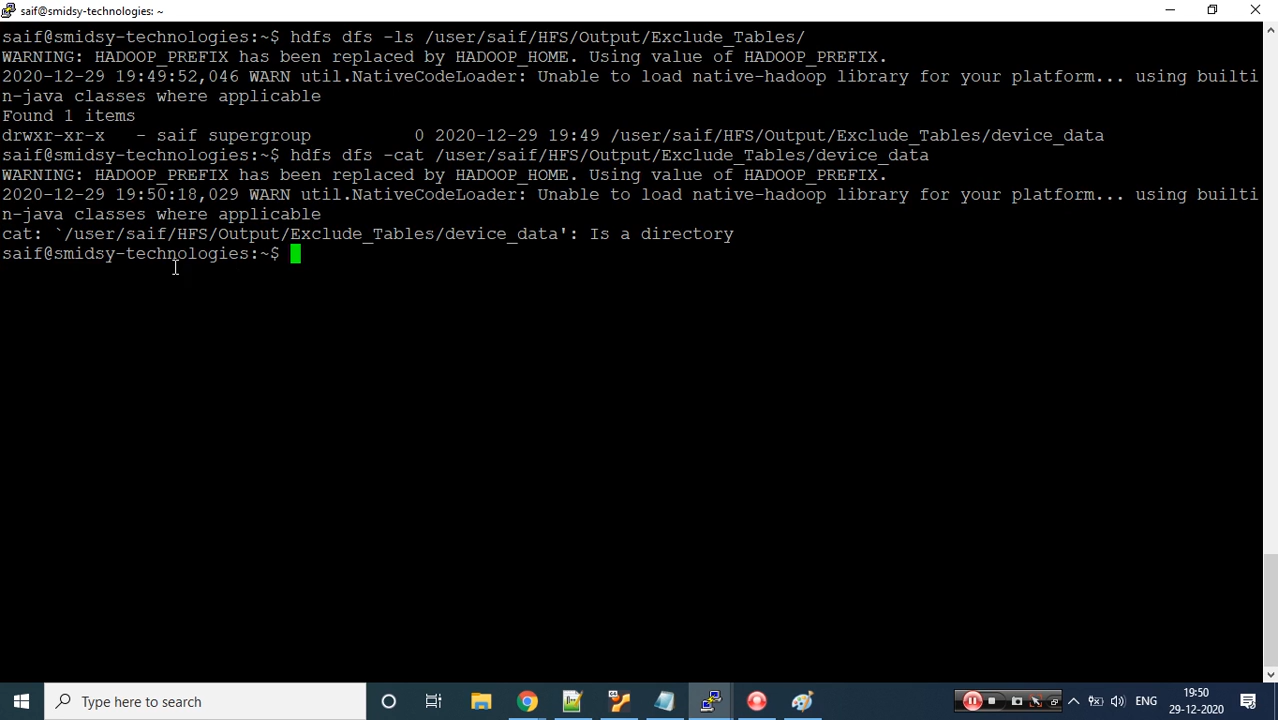 saif@smidsy-technologies: ~
saif@smidsy-technologies:~$ hdfs dfs -ls /user/saif/HFS/Output/Exclude_Tables/
WARNING: HADOOP_PREFIX has been replaced by HADOOP_HOME. Using value of HADOOP_PREFIX.
2020-12-29 19:49:52,046 WARN util.NativeCodeLoader: Unable to load native-hadoop library for your platform... using builti
n-java classes where applicable
Found 1 items
drwxr-xr-x   - saif supergroup          0 2020-12-29 19:49 /user/saif/HFS/Output/Exclude_Tables/device_data
saif@smidsy-technologies:~$ hdfs dfs -cat /user/saif/HFS/Output/Exclude_Tables/device_data
WARNING: HADOOP_PREFIX has been replaced by HADOOP_HOME. Using value of HADOOP_PREFIX.
2020-12-29 19:50:18,029 WARN util.NativeCodeLoader: Unable to load native-hadoop library for your platform... using builti
n-java classes where applicable
cat: `/user/saif/HFS/Output/Exclude_Tables/device_data': Is a directory
saif@smidsy-technologies:~$
Type here to search
ENG
19:50
29-12-2020